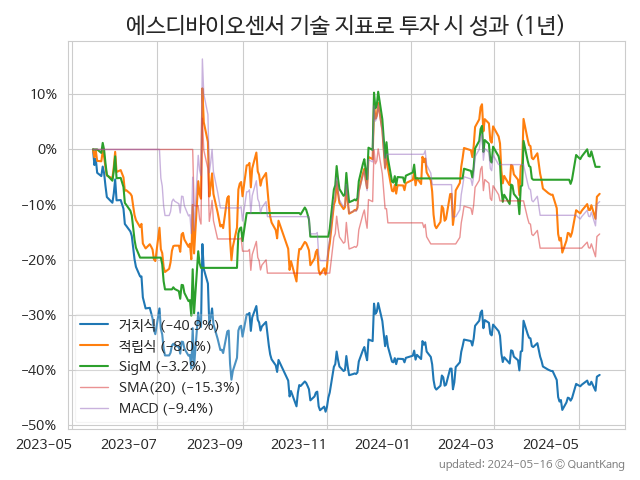 에스디바이오센서 기술 지표로 투자 시 성과 (1년)
10%
0%
−10%
−20%
−30%
−40%
−50%
거치식 (−40.9%)
적립식 (−8.0%)
SigM (−3.2%)
SMA(20) (−15.3%)
MACD (−9.4%)
2023-05 2023-07 2023-09 2023-11 2024-01 2024-03 2024-05
updated: 2024-05-16 © QuantKang